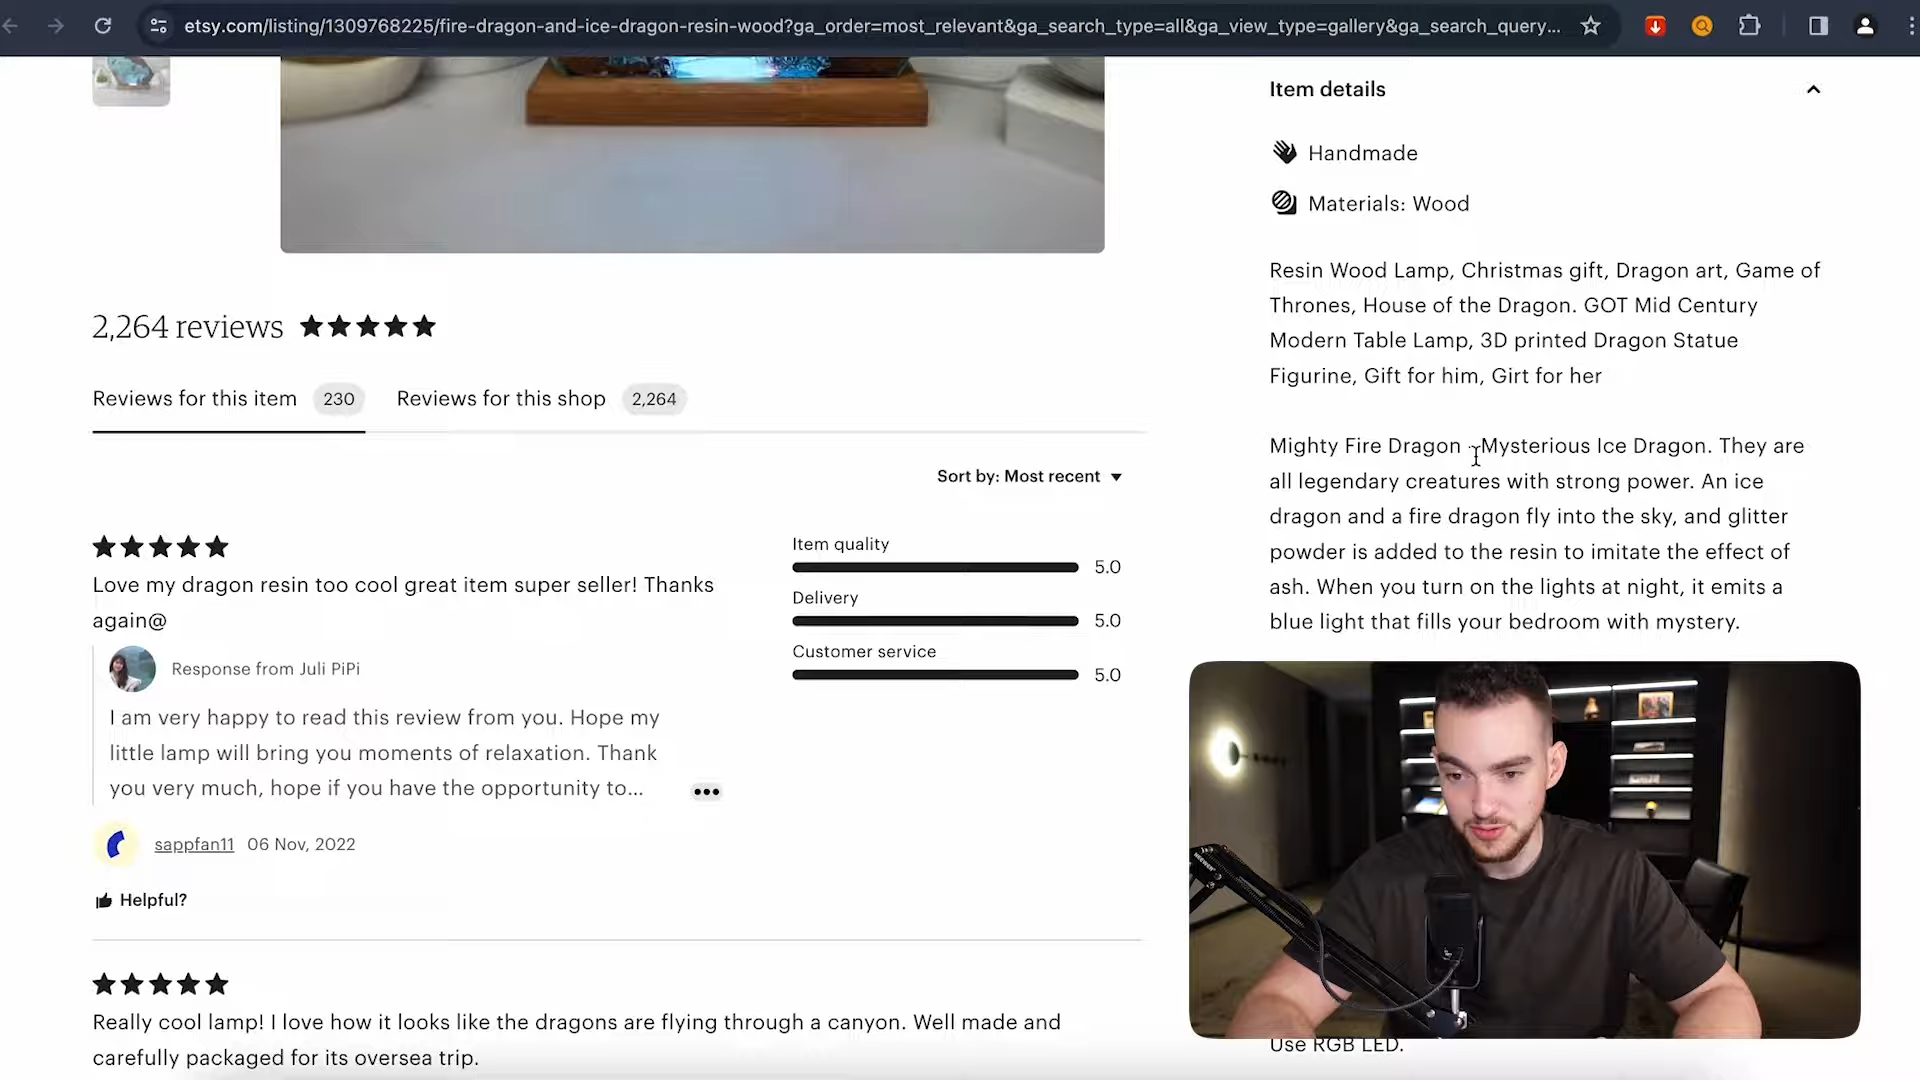 etsy.com/listing/1309768225/fire-dragon-and-ice-dragon-resin-wood?ga_order=most_relevant&ga_search_type=all&ga_view_type=gallery&ga_search_query...
2,264 reviews
Reviews for this item 230 Reviews for this shop 2,264
Sort by: Most recent
Love my dragon resin too cool great item super seller! Thanks
again@
Response from Juli PiPi
I am very happy to read this review from you. Hope my
little lamp will bring you moments of relaxation. Thank
you very much, hope if you have the opportunity to...
sappfan11 06 Nov, 2022
Helpful?
Item quality
5.0
Delivery
5.0
Customer service
5.0
Really cool lamp! I love how it looks like the dragons are flying through a canyon. Well made and
carefully packaged for its oversea trip.
Item details
Handmade
Materials: Wood
Resin Wood Lamp, Christmas gift, Dragon art, Game of
Thrones, House of the Dragon. GOT Mid Century
Modern Table Lamp, 3D printed Dragon Statue
Figurine, Gift for him, Girt for her
Mighty Fire Dragon - Mysterious Ice Dragon. They are
all legendary creatures with strong power. An ice
dragon and a fire dragon fly into the sky, and glitter
powder is added to the resin to imitate the effect of
ash. When you turn on the lights at night, it emits a
blue light that fills your bedroom with mystery.
NEEWER
Use RGB LED.